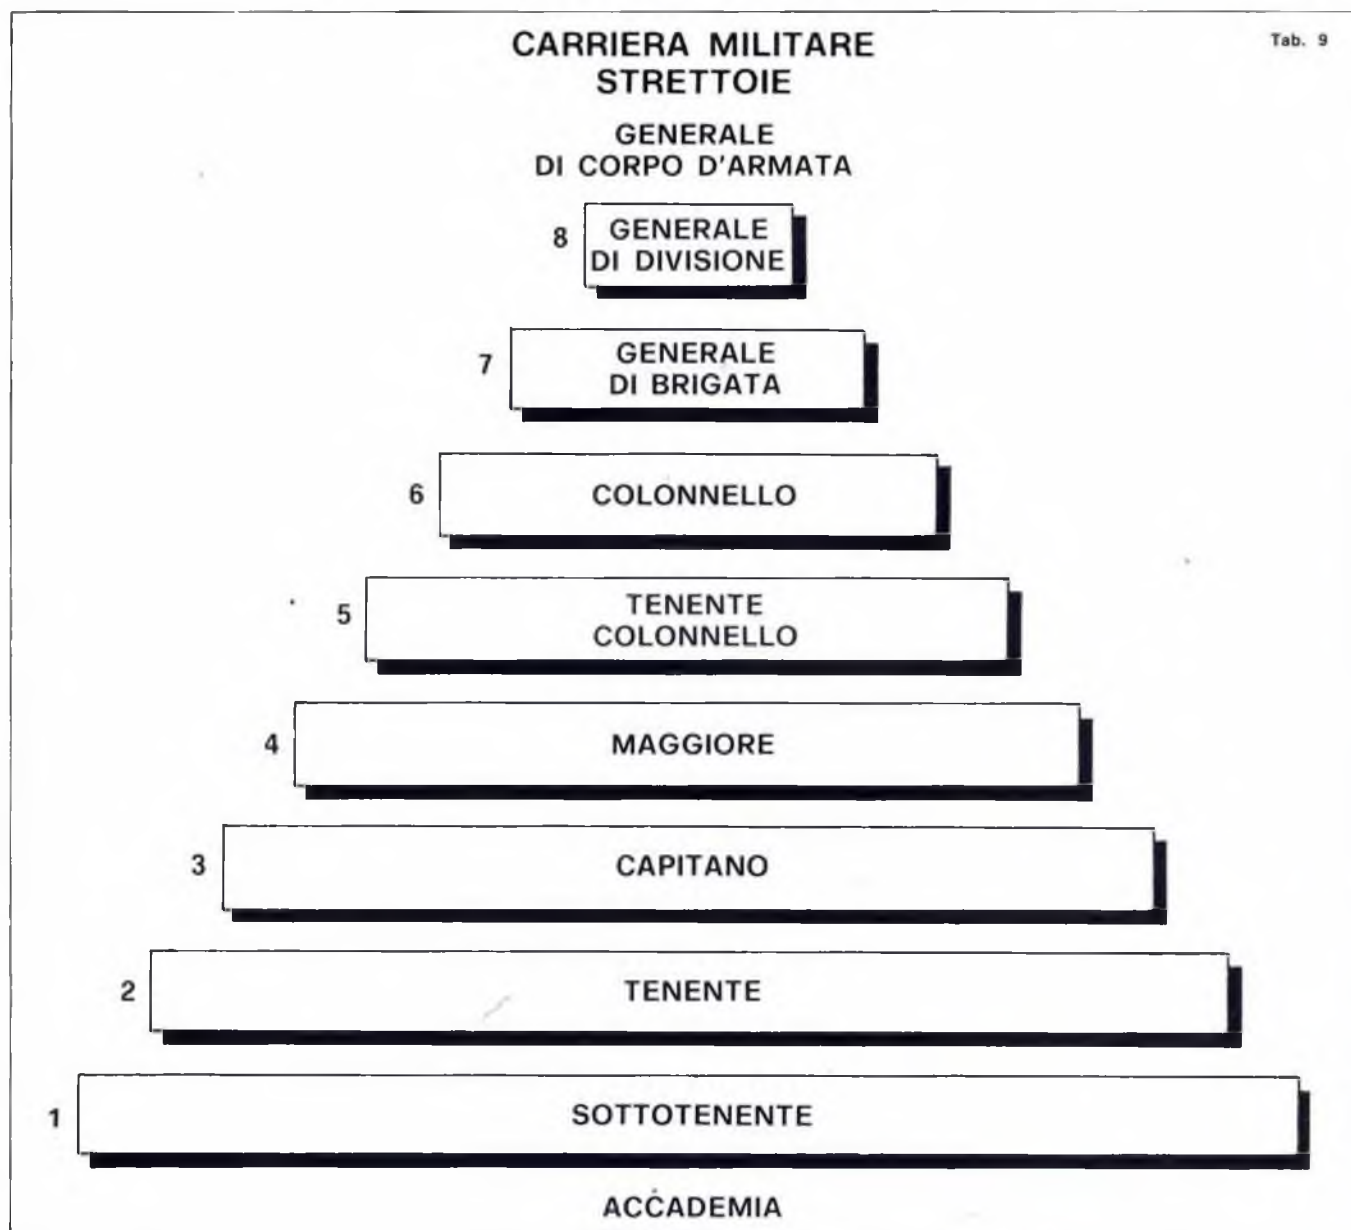 Tab. 9
CARRIERA MILITARE
STRETTOIE
GENERALE
DI CORPO D'ARMATA
8
GENERALE
DI DIVISIONE
7
GENERALE
DI BRIGATA
6
COLONNELLO
5
TENENTE
COLONNELLO
4
MAGGIORE
3
CAPITANO
2
TENENTE
1
SOTTOTENENTE
ACCADEMIA